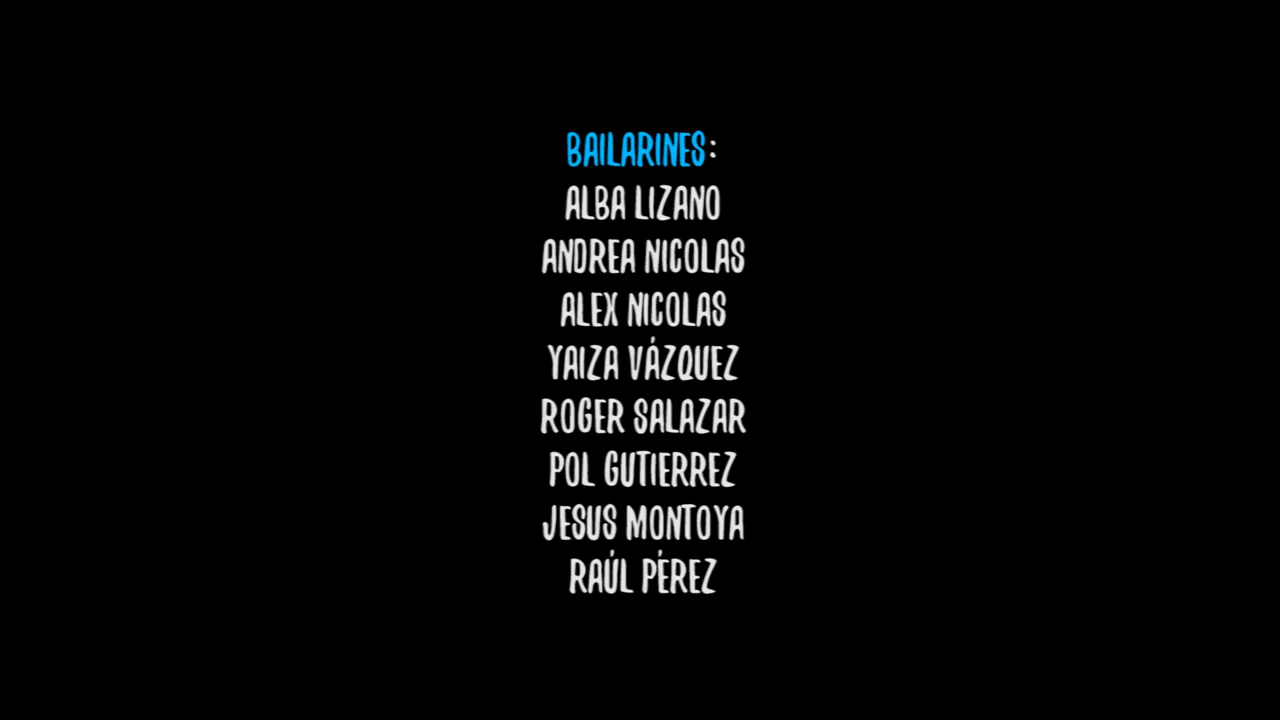 BAILARINES:
ALBA LIZANO
ANDREA NICOLAS
ALEX NICOLAS
YAIZA VÁZQUEZ
ROGER SALAZAR
POL GUTIERREZ
JESUS MONTOYA
RAÚL PÉREZ